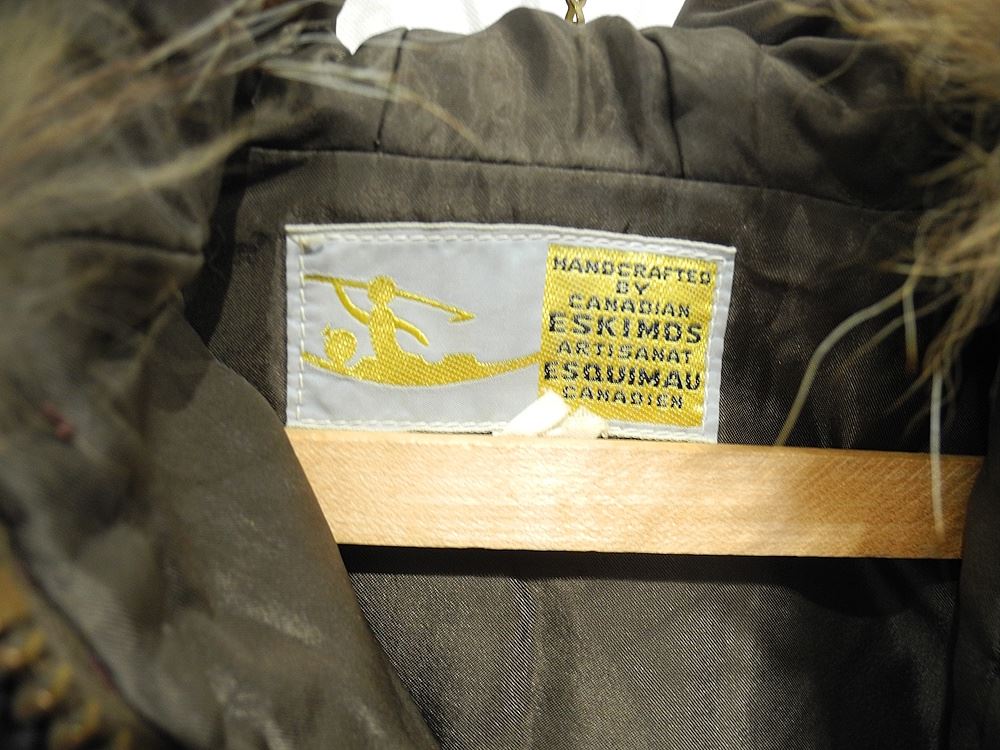 HANDCRAFTED
BY
CANADIAN
ESKIMOS
ARTISANAT
ESQUIMAU
CANADIEN